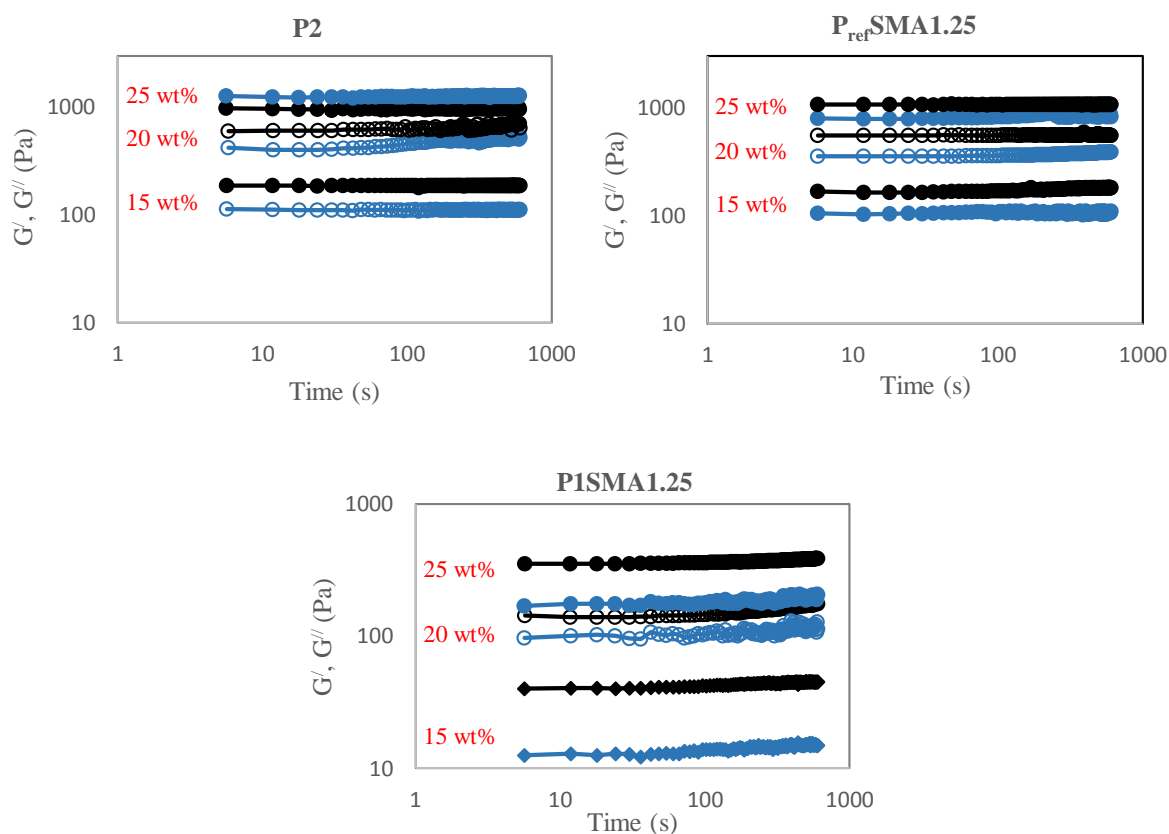 P2
1000
100
10
25 wt%
20 wt%
15 wt%
G/, G// (Pa)
1 10 100 1000
Time (s)
PrefSMA1.25
1000
100
10
25 wt%
20 wt%
15 wt%
G/, G// (Pa)
1 10 100 1000
Time (s)
P1SMA1.25
1000
100
10
25 wt%
20 wt%
15 wt%
G/, G// (Pa)
1 10 100 1000
Time (s)